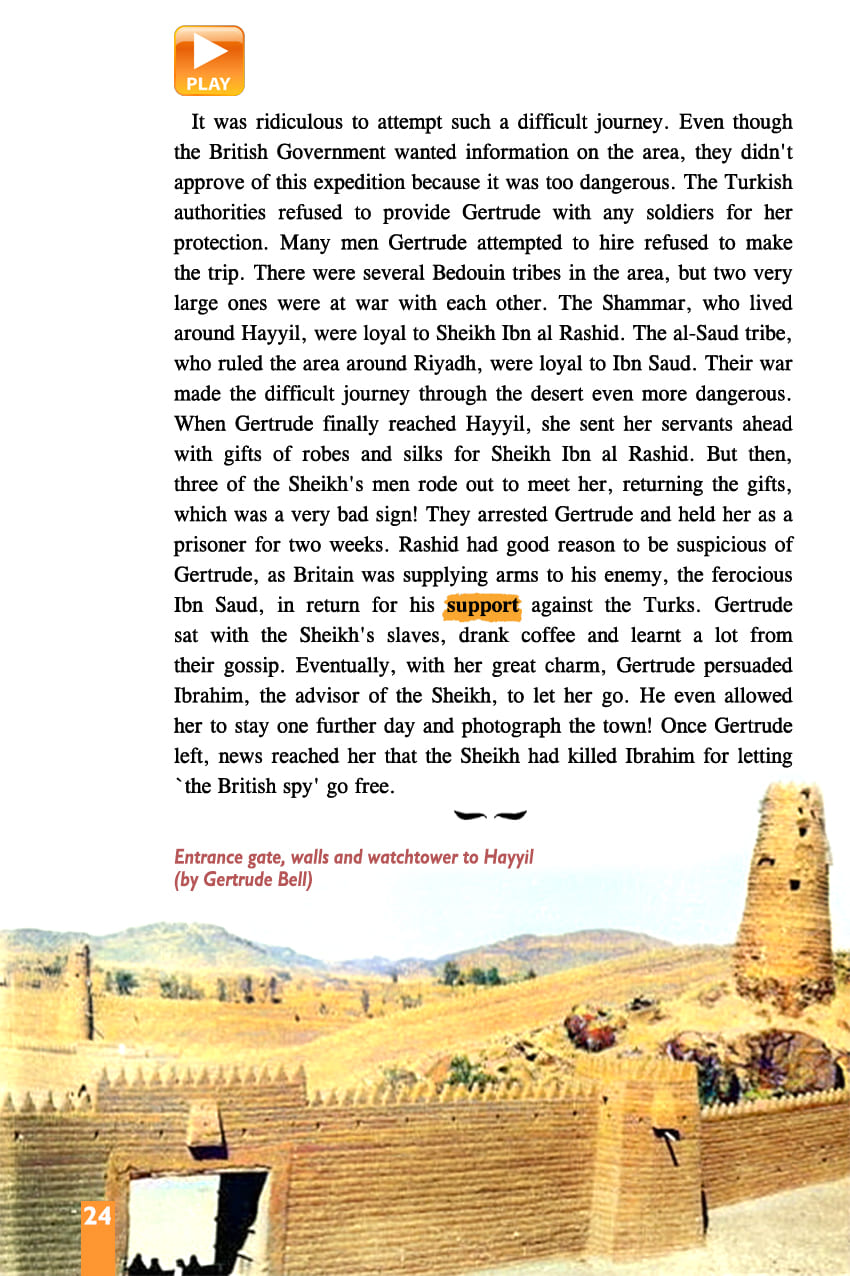 PLAY
It was ridiculous to attempt such a difficult journey. Even though
the British Government wanted information on the area, they didn't
approve of this expedition because it was too dangerous. The Turkish
authorities refused to provide Gertrude with any soldiers for her
protection. Many men Gertrude attempted to hire refused to make
the trip. There were several Bedouin tribes in the area, but two very
large ones were at war with each other. The Shammar, who lived
around Hayyil, were loyal to Sheikh Ibn al Rashid. The al-Saud tribe,
who ruled the area around Riyadh, were loyal to Ibn Saud. Their war
made the difficult journey through the desert even more dangerous.
When Gertrude finally reached Hayyil, she sent her servants ahead
with gifts of robes and silks for Sheikh Ibn al Rashid. But then,
three of the Sheikh's men rode out to meet her, returning the gifts,
which was a very bad sign! They arrested Gertrude and held her as a
prisoner for two weeks. Rashid had good reason to be suspicious of
Gertrude, as Britain was supplying arms to his enemy, the ferocious
Ibn Saud, in return for his support against the Turks. Gertrude
sat with the Sheikh's slaves, drank coffee and learnt a lot from
their gossip. Eventually, with her great charm, Gertrude persuaded
Ibrahim, the advisor of the Sheikh, to let her go. He even allowed
her to stay one further day and photograph the town! Once Gertrude
left, news reached her that the Sheikh had killed Ibrahim for letting
`the British spy' go free.
Entrance gate, walls and watchtower to Hayyil
(by Gertrude Bell)
24